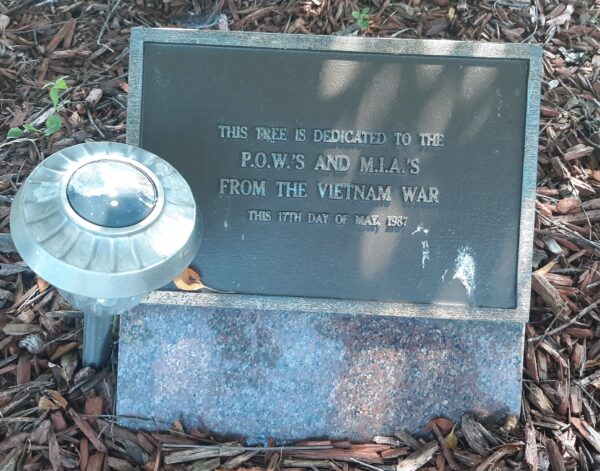 THIS TREE IS DEDICATED TO THE
P.O.W.'S AND M.I.A.'S
FROM THE VIETNAM WAR
THIS 17TH DAY OF MAY, 1987